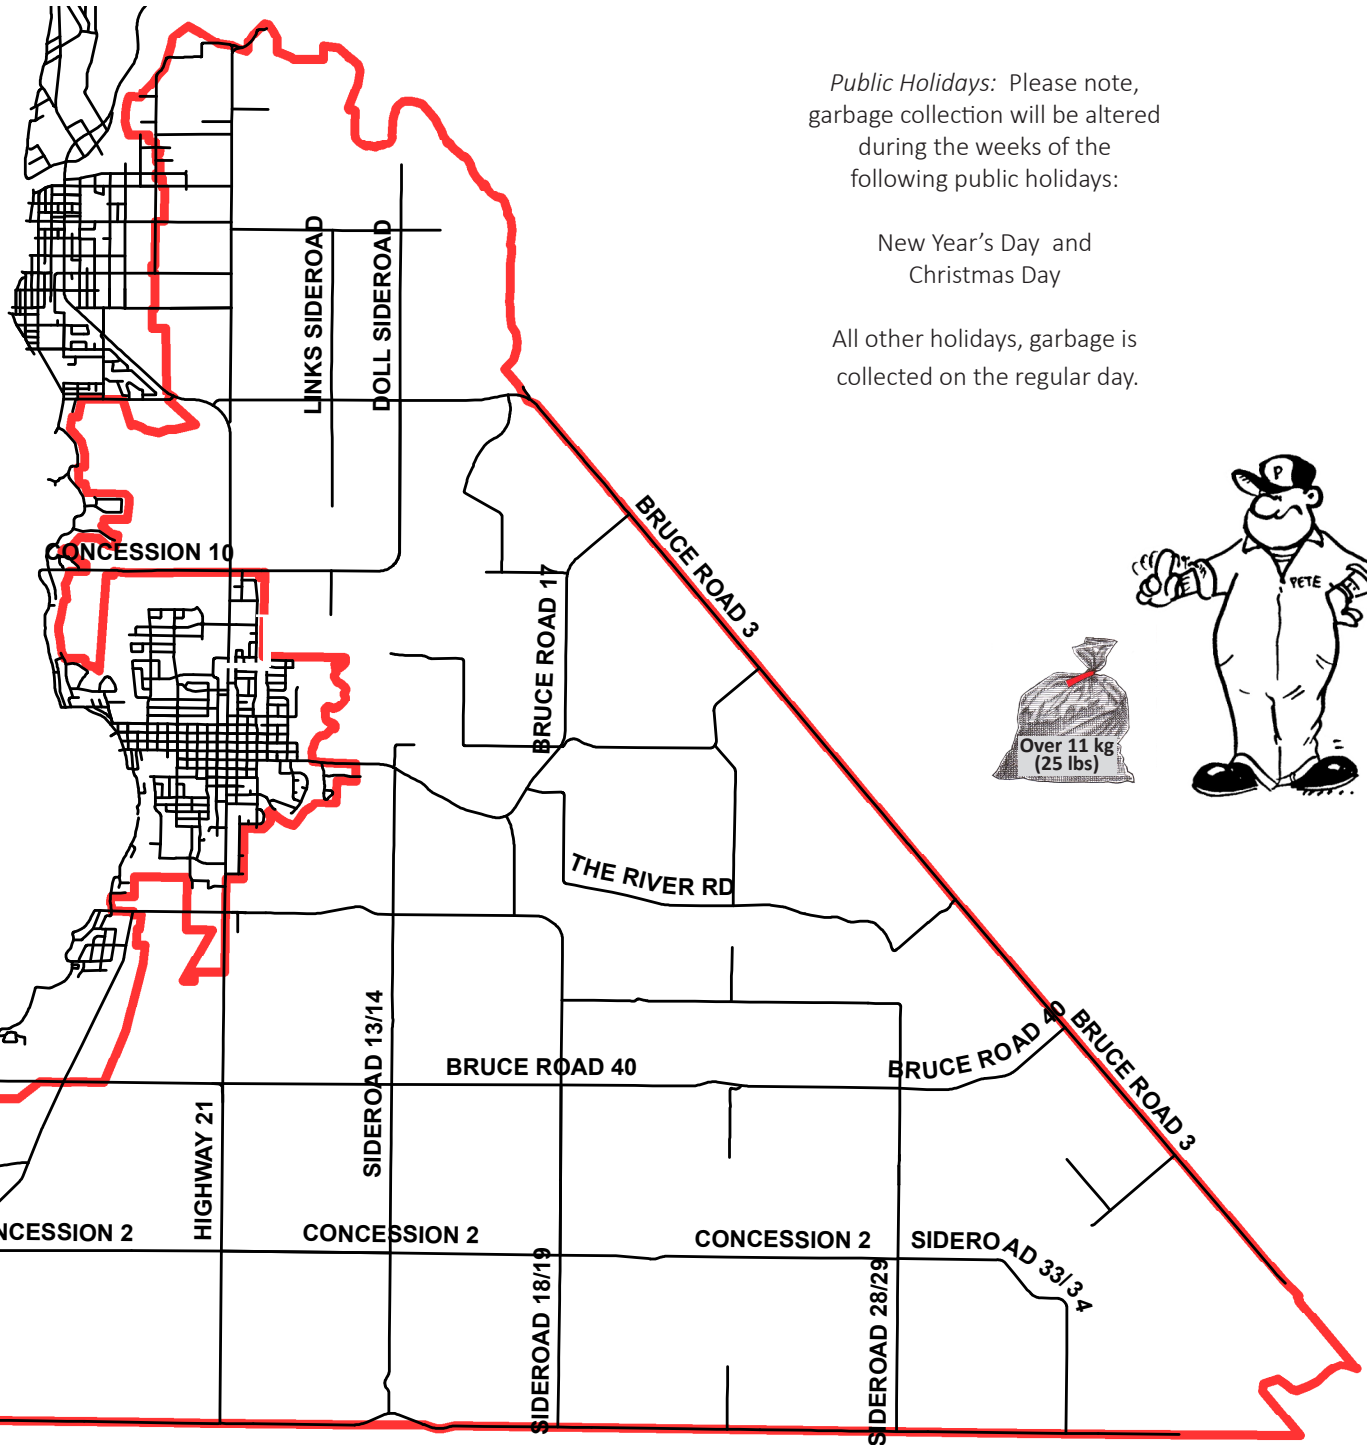 Public Holidays: Please note,
garbage collection will be altered
during the weeks of the
following public holidays:
New Year's Day and
Christmas Day
All other holidays, garbage is
collected on the regular day.
LINKS SIDEROAD
DOLL SIDEROAD
P
PETE
BRUCE ROAD 3
CONCESSION 10
BRUCE ROAD 17
Over 11 kg
(25 lbs)
THE RIVER RD
SIDEROAD 13/14
BRUCE ROAD 40
BRUCE ROAD 40
BRUCE ROAD 3
HIGHWAY 21
NCESSION 2
CONCESSION 2
CONCESSION 2
SIDEROAD 33/34
SIDEROAD 18/19
SIDEROAD 28/29